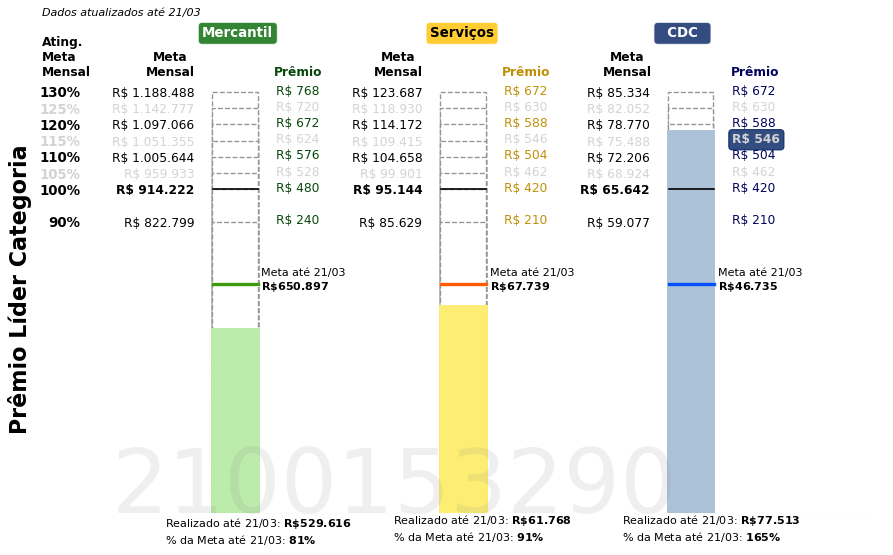 Dados atualizados até 21/03
Mercantil Serviços CDC
Ating. Meta Mensal Meta Mensal Prêmio Meta Mensal Prêmio Meta Mensal Prêmio
130% R$ 1.188.488 R$ 768 R$ 123.687 R$ 672 R$ 85.334 R$ 672
125% R$ 1.142.777 R$ 720 R$ 118.930 R$ 630 R$ 82.052 R$ 630
120% R$ 1.097.066 R$ 672 R$ 114.172 R$ 588 R$ 78.770 R$ 588
115% R$ 1.051.355 R$ 624 R$ 109.415 R$ 546 R$ 75.488 R$ 546
110% R$ 1.005.644 R$ 576 R$ 104.658 R$ 504 R$ 72.206 R$ 504
105% R$ 959.933 R$ 528 R$ 99.901 R$ 462 R$ 68.924 R$ 462
100% R$ 914.222 R$ 480 R$ 95.144 R$ 420 R$ 65.642 R$ 420
90% R$ 822.799 R$ 240 R$ 85.629 R$ 210 R$ 59.077 R$ 210
Meta até 21/03 Meta até 21/03 Meta até 21/03
R$650.897 R$67.739 R$46.735
Prêmio Líder Categoria
2100153290
Realizado até 21/03: R$529.616 Realizado até 21/03: R$61.768 Realizado até 21/03: R$77.513
% da Meta até 21/03: 81% % da Meta até 21/03: 91% % da Meta até 21/03: 165%